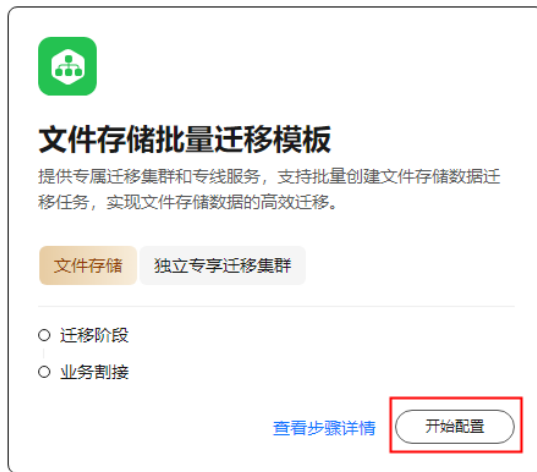 文件存储批量迁移模板
提供专属迁移集群和专线服务，支持批量创建文件存储数据迁
移任务，实现文件存储数据的高效迁移。
文件存储 独立专享迁移集群
迁移阶段
业务割接
查看步骤详情 开始配置